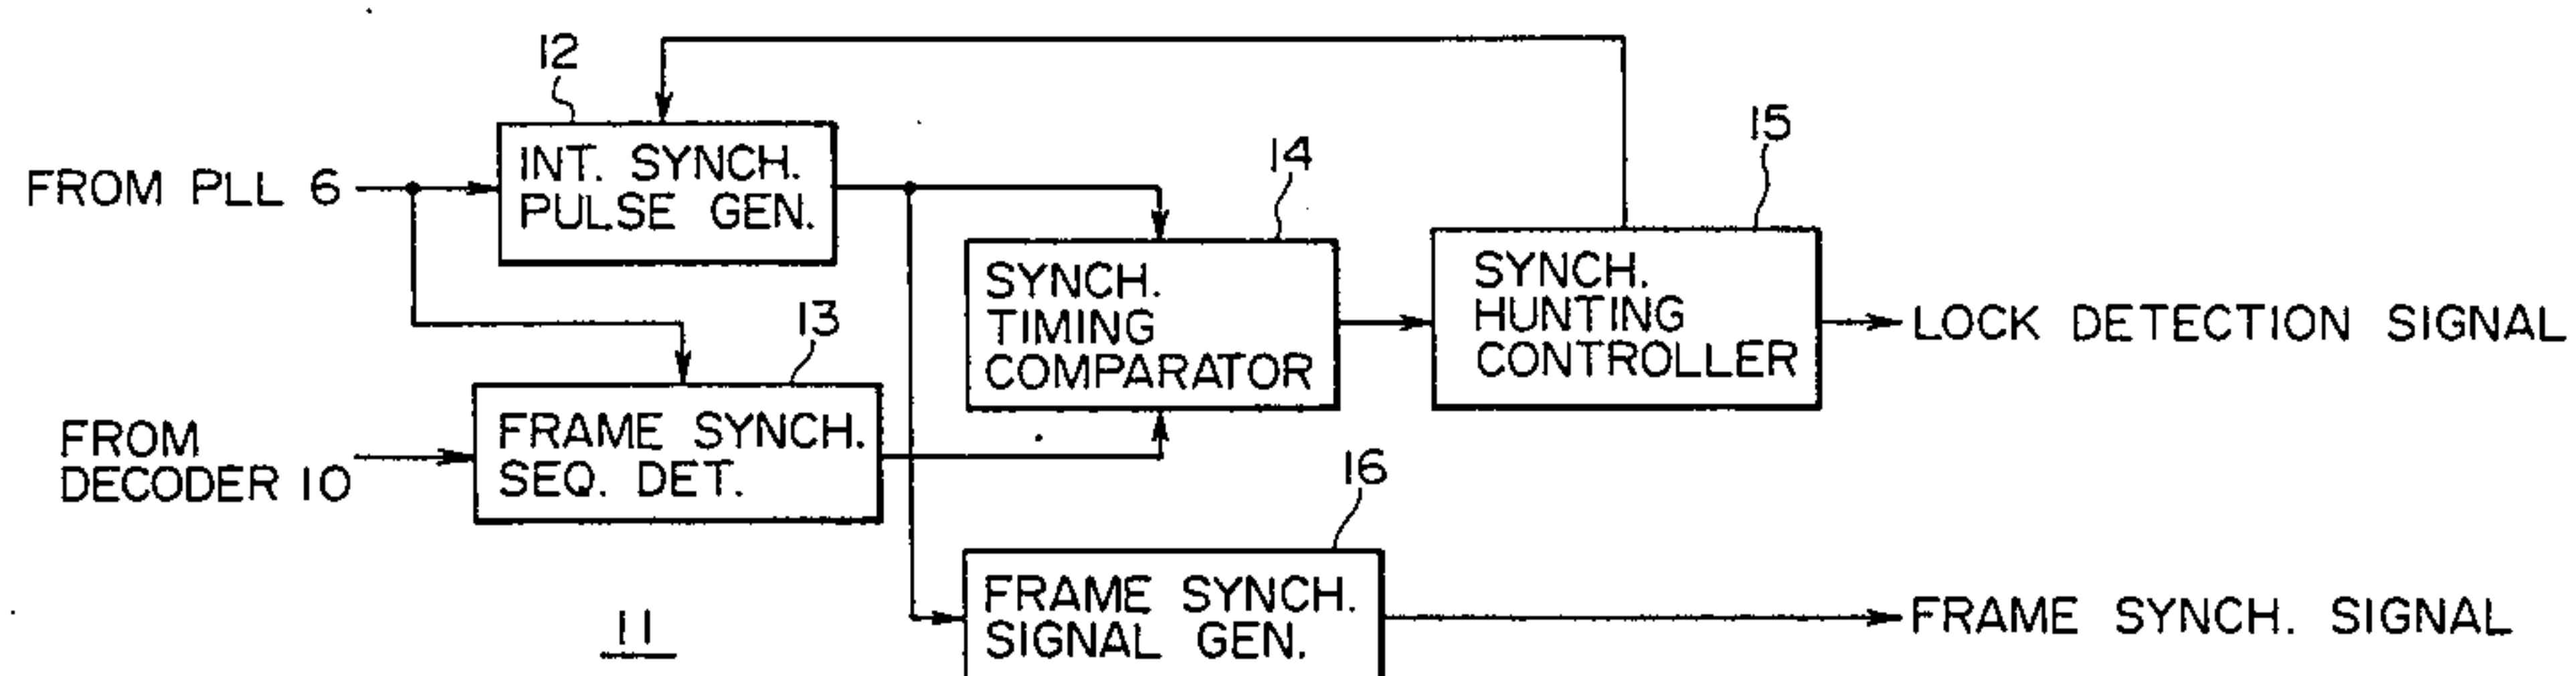 12
INT. SYNCH.
PULSE GEN.
FROM PLL 6
14
15
SYNCH.
TIMING
COMPARATOR
SYNCH.
HUNTING
CONTROLLER
LOCK DETECTION SIGNAL
13
FROM
DECODER 10
FRAME SYNCH.
SEQ. DET.
16
FRAME SYNCH.
SIGNAL GEN.
FRAME SYNCH. SIGNAL
11